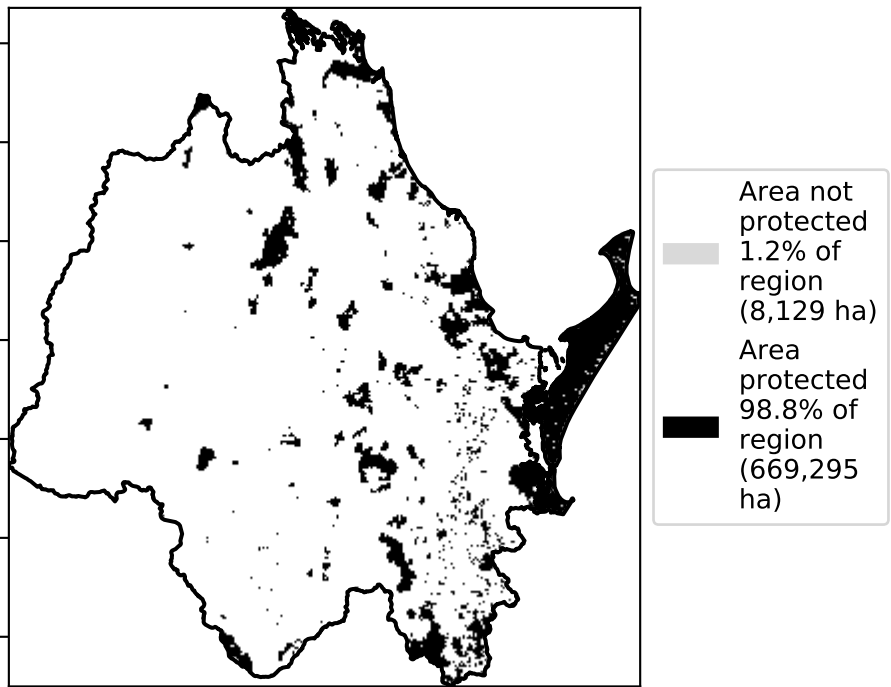 Area not
protected
1.2% of
region
(8,129 ha)
Area
protected
98.8% of
region
(669,295
ha)